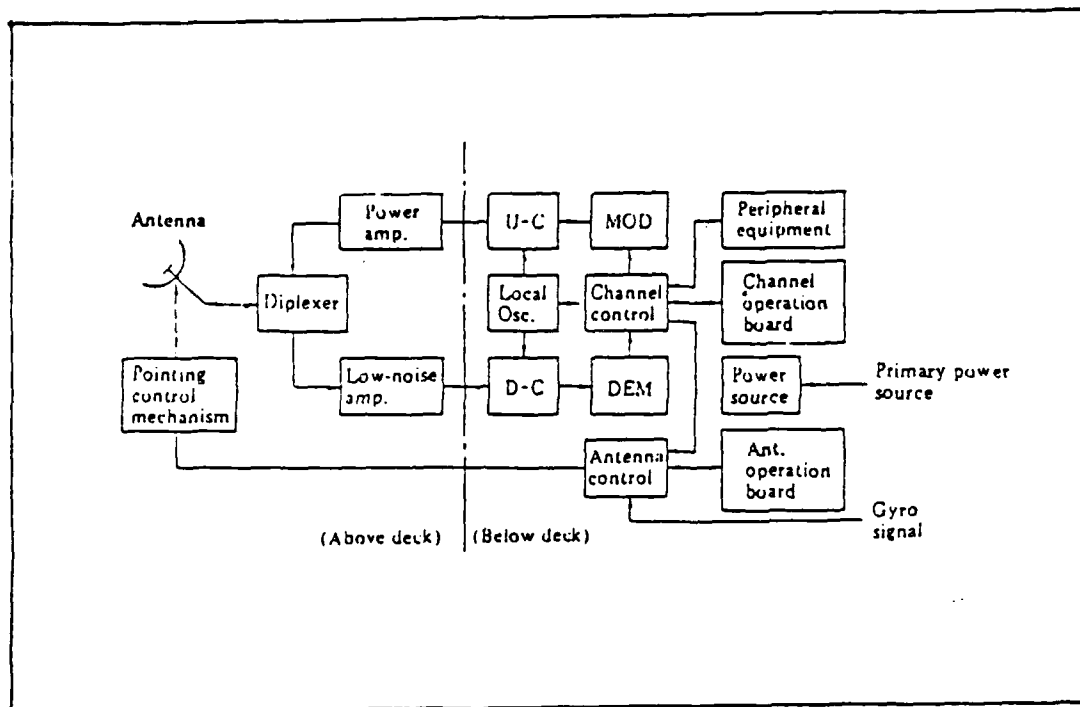 Antenna
Power
amp.
U-C
MOD
Peripheral
equipment
Diplexer
Local
Osc.
Channel
control
Channel
operation
board
Pointing
control
mechanism
Low-noise
amp.
D-C
DEM
Power
source
Primary power
source
Antenna
control
Ant.
operation
board
Gyro
signal
(Above deck)
(Below deck)